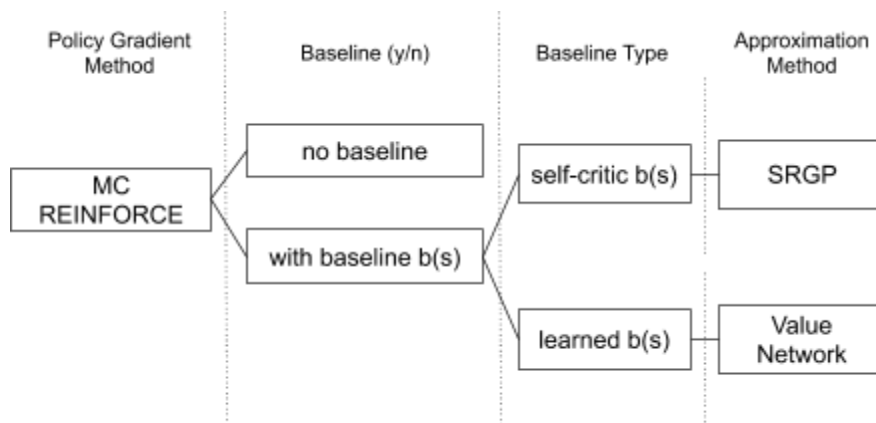 Policy Gradient
Method
Baseline (y/n)
Baseline Type
Approximation
Method
MC
REINFORCE
no baseline
with baseline b(s)
self-critic b(s)
SRGP
learned b(s)
Value
Network